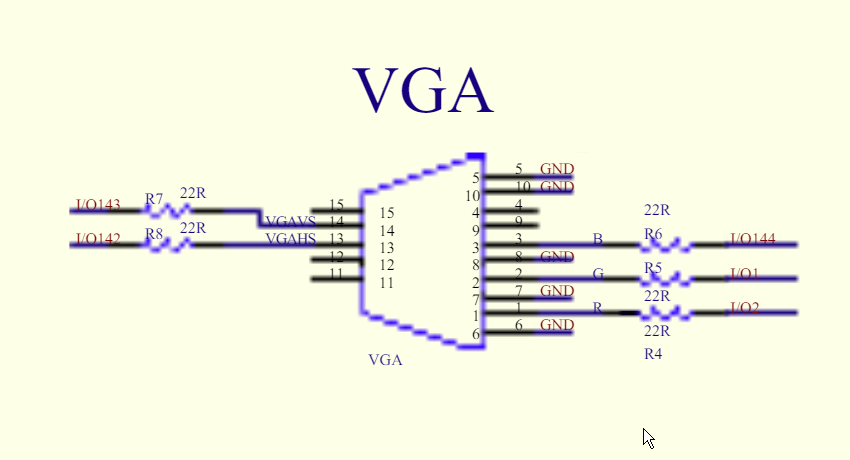 VGA
I/O143 R7 22R
I/O142 R8 22R
VGAVS
VGAHS
15 15
14 14
13 13
12 12
11 11
5 5 GND
10 10 GND
4 4
9 9
3 3 B R6 22R I/O144
8 8 GND
2 2 G R5 22R I/O1
7 7 GND
1 1 R 22R I/O2
6 6 GND
R4
VGA